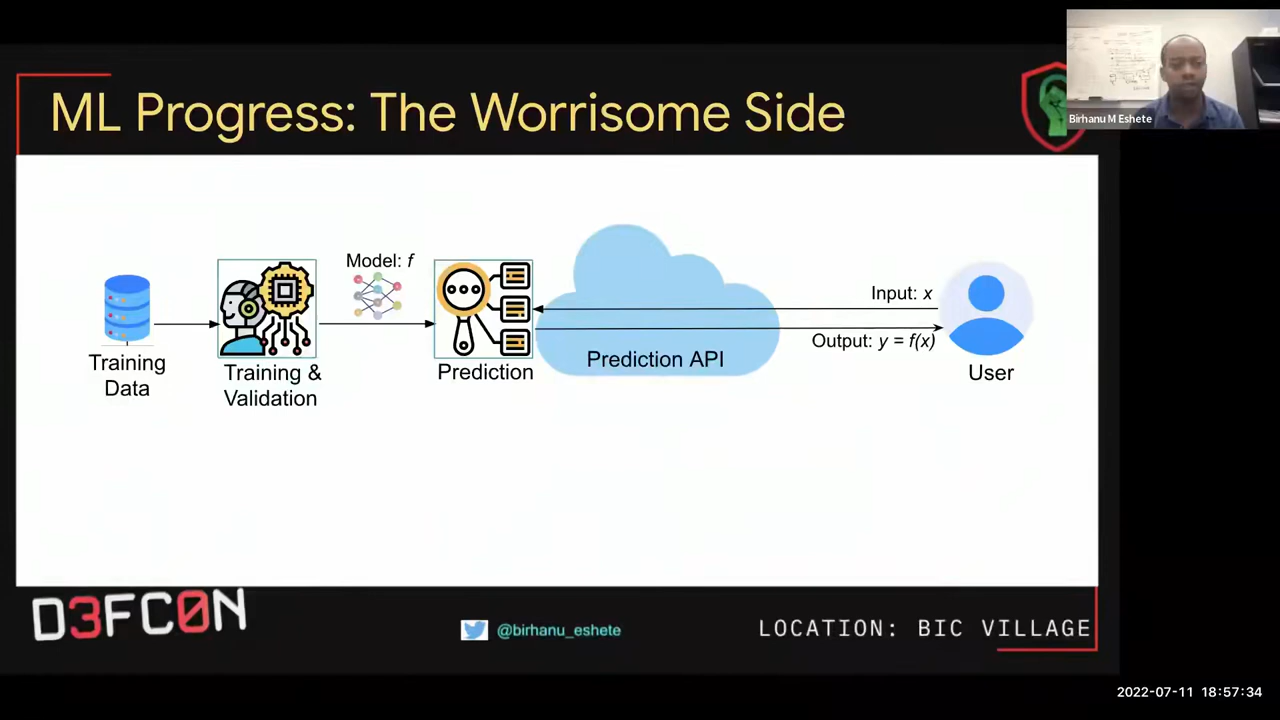 ML Progress: The Worrisome Side
Birhanu M Eshete
Model: f
Input: x
Output: y = f(x)
Prediction API
Training
Data
Training &
Validation
Prediction
User
D3FC0N
@birhanu_eshete
LOCATION: BIC VILLAGE
2022-07-11 18:57:34